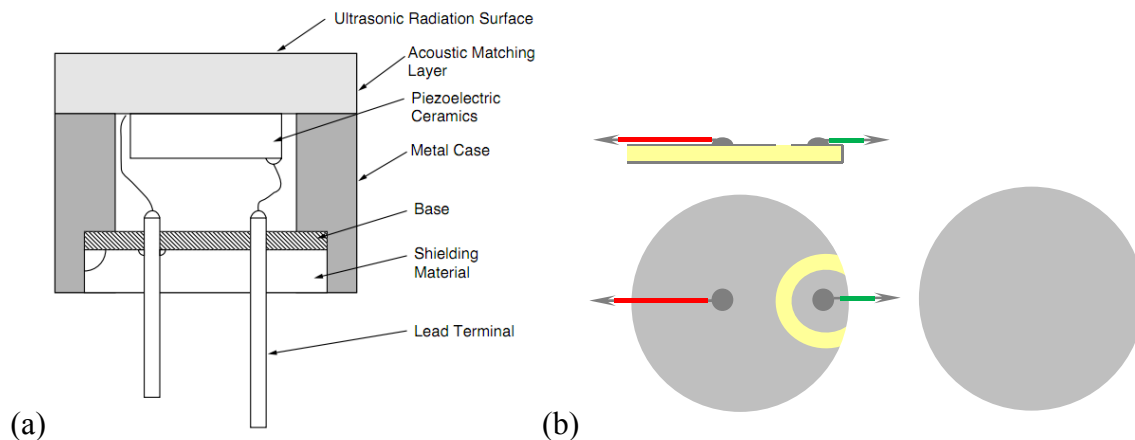 Ultrasonic Radiation Surface
Acoustic Matching
Layer
Piezoelectric
Ceramics
Metal Case
Base
Shielding
Material
Lead Terminal
(a)
(b)